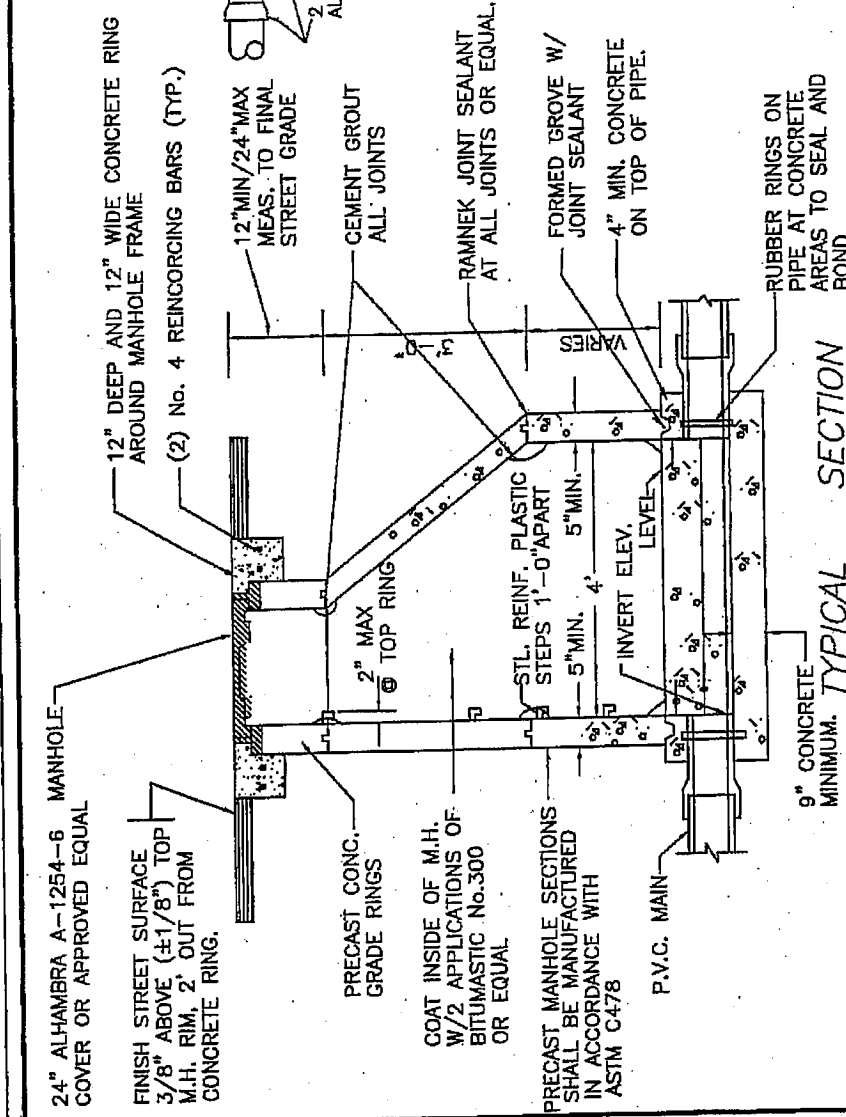 24" ALHAMBRA A-1254-6 MANHOLE
COVER OR APPROVED EQUAL
FINISH STREET SURFACE
3/8" ABOVE (±1/8") TOP
M.H. RIM, 2' OUT FROM
CONCRETE RING.
PRECAST CONC.
GRADE RINGS
COAT INSIDE OF M.H.
W/2 APPLICATIONS OF
BITUMASTIC No.300
OR EQUAL
PRECAST MANHOLE SECTIONS
SHALL BE MANUFACTURED
IN ACCORDANCE WITH
ASTM C478
P.V.C. MAIN
9" CONCRETE
MINIMUM.
TYPICAL SECTION
2" MAX
@ TOP RING
STL. REINF. PLASTIC
STEPS 1'-0" APART
5"MIN.
4'
5"MIN.
INVERT ELEV.
LEVEL
12" DEEP AND 12" WIDE CONCRETE RING
AROUND MANHOLE FRAME
(2) No. 4 REINCORCING BARS (TYP.)
12"MIN/24"MAX
MEAS. TO FINAL
STREET GRADE
CEMENT GROUT
ALL JOINTS
3'-0"
VARIES
RAMNEK JOINT SEALANT
AT ALL JOINTS OR EQUAL.
FORMED GROVE W/
JOINT SEALANT
4" MIN. CONCRETE
ON TOP OF PIPE.
RUBBER RINGS ON
PIPE AT CONCRETE
AREAS TO SEAL AND
BOND
2
AL